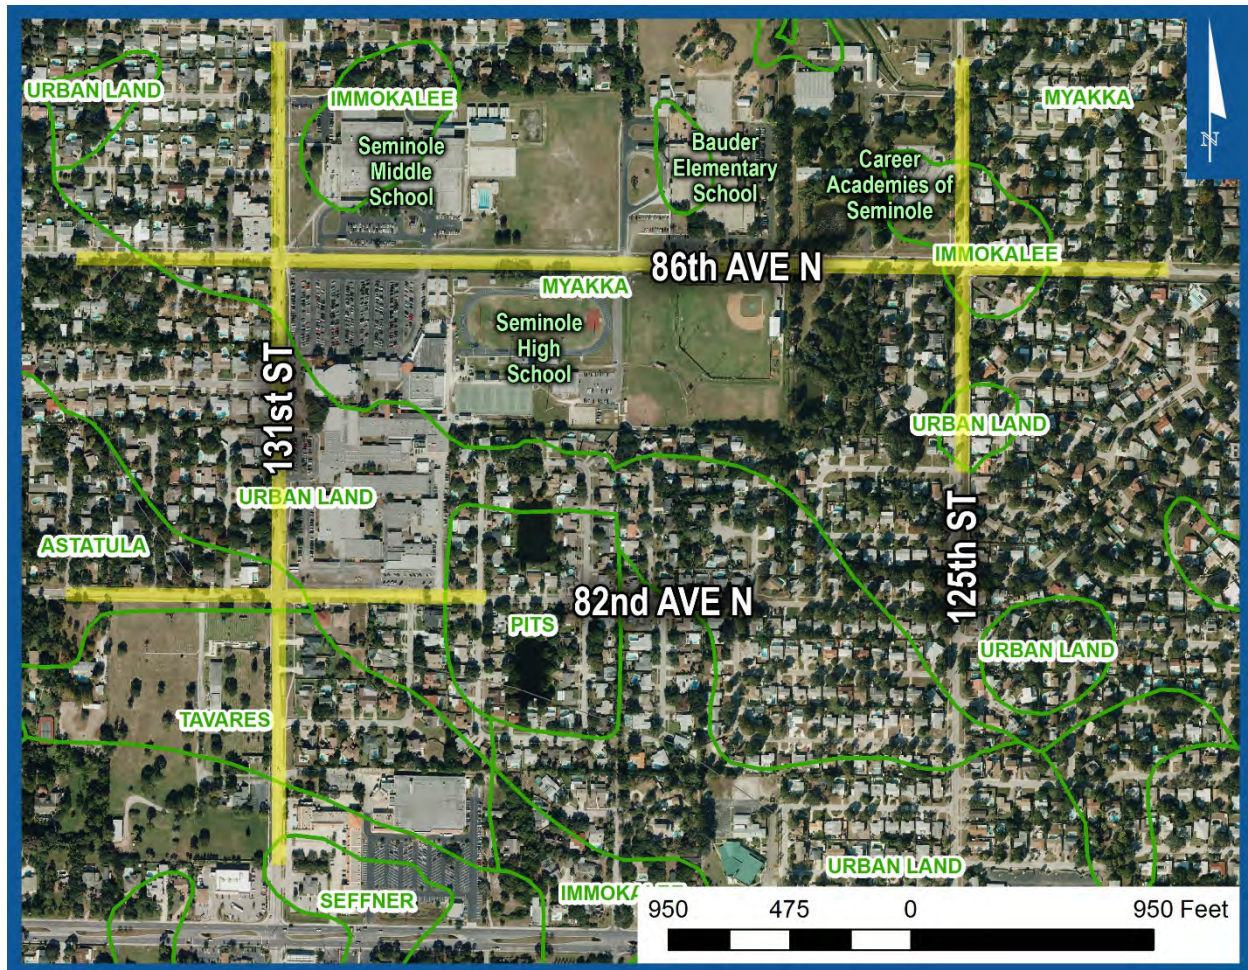 URBAN LAND
IMMOKALEE
MYAKKA
N
Seminole
Middle
School
Bauder
Elementary
School
Career
Academies of
Seminole
IMMOKALEE
86th AVE N
MYAKKA
Seminole
High
School
131st ST
URBAN LAND
URBAN LAND
ASTATULA
125th ST
82nd AVE N
PITS
URBAN LAND
TAVARES
URBAN LAND
SEFFNER
IMMOKALEE
950 475 0 950 Feet